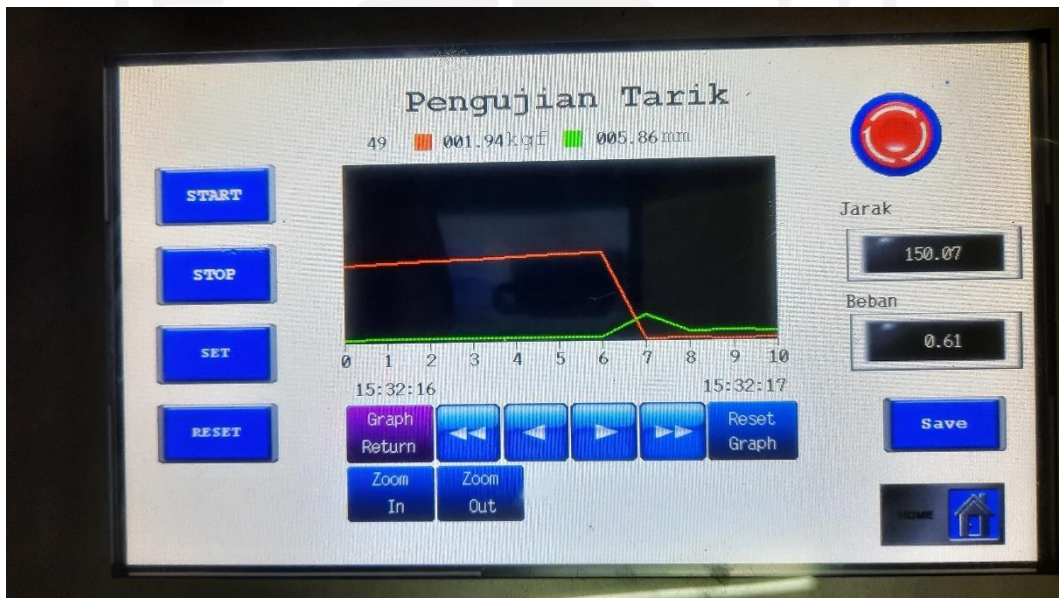 Pengujian Tarik
49 001.94kgf 005.86mm
START
STOP
SET
RESET
0 1 2 3 4 5 6 7 8 9 10
15:32:16 15:32:17
Graph
Return
Reset
Graph
Zoom
In
Zoom
Out
Jarak
150.07
Beban
0.61
Save
HOME